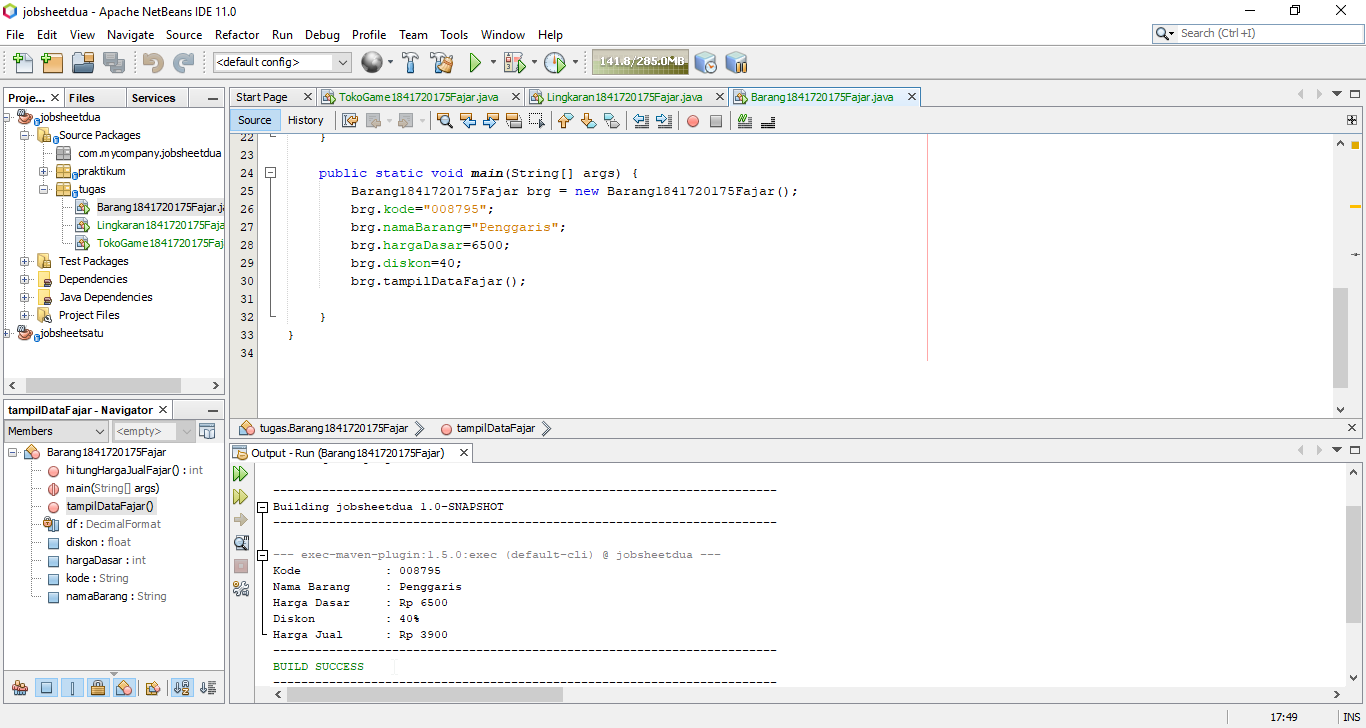 jobsheetdua - Apache NetBeans IDE 11.0
File Edit View Navigate Source Refactor Run Debug Profile Team Tools Window Help
Search (Ctrl+I)
<default config>
141.8/285.0MB
Proje... Files Services
Start Page TokoGame1841720175Fajar.java Lingkaran1841720175Fajar.java Barang1841720175Fajar.java
Source History
jobsheetdua
Source Packages
com.mycompany.jobsheetdua
praktikum
tugas
Barang1841720175Fajar.ja
Lingkaran1841720175Faja
TokoGame1841720175Faj
Test Packages
Dependencies
Java Dependencies
Project Files
jobsheetsatu
22 }
23
24 public static void main(String[] args) {
25 Barang1841720175Fajar brg = new Barang1841720175Fajar();
26 brg.kode="008795";
27 brg.namaBarang="Penggaris";
28 brg.hargaDasar=6500;
29 brg.diskon=40;
30 brg.tampilDataFajar();
31
32 }
33 }
34
tugas.Barang1841720175Fajar tampilDataFajar
tampilDataFajar - Navigator
Members <empty>
Barang1841720175Fajar
hitungHargaJualFajar() : int
main(String[] args)
tampilDataFajar()
df : DecimalFormat
diskon : float
hargaDasar : int
kode : String
namaBarang : String
Output - Run (Barang1841720175Fajar)
------------------------------------------------------------------------
Building jobsheetdua 1.0-SNAPSHOT
------------------------------------------------------------------------
--- exec-maven-plugin:1.5.0:exec (default-cli) @ jobsheetdua ---
Kode : 008795
Nama Barang : Penggaris
Harga Dasar : Rp 6500
Diskon : 40%
Harga Jual : Rp 3900
------------------------------------------------------------------------
BUILD SUCCESS
------------------------------------------------------------------------
17:49 INS